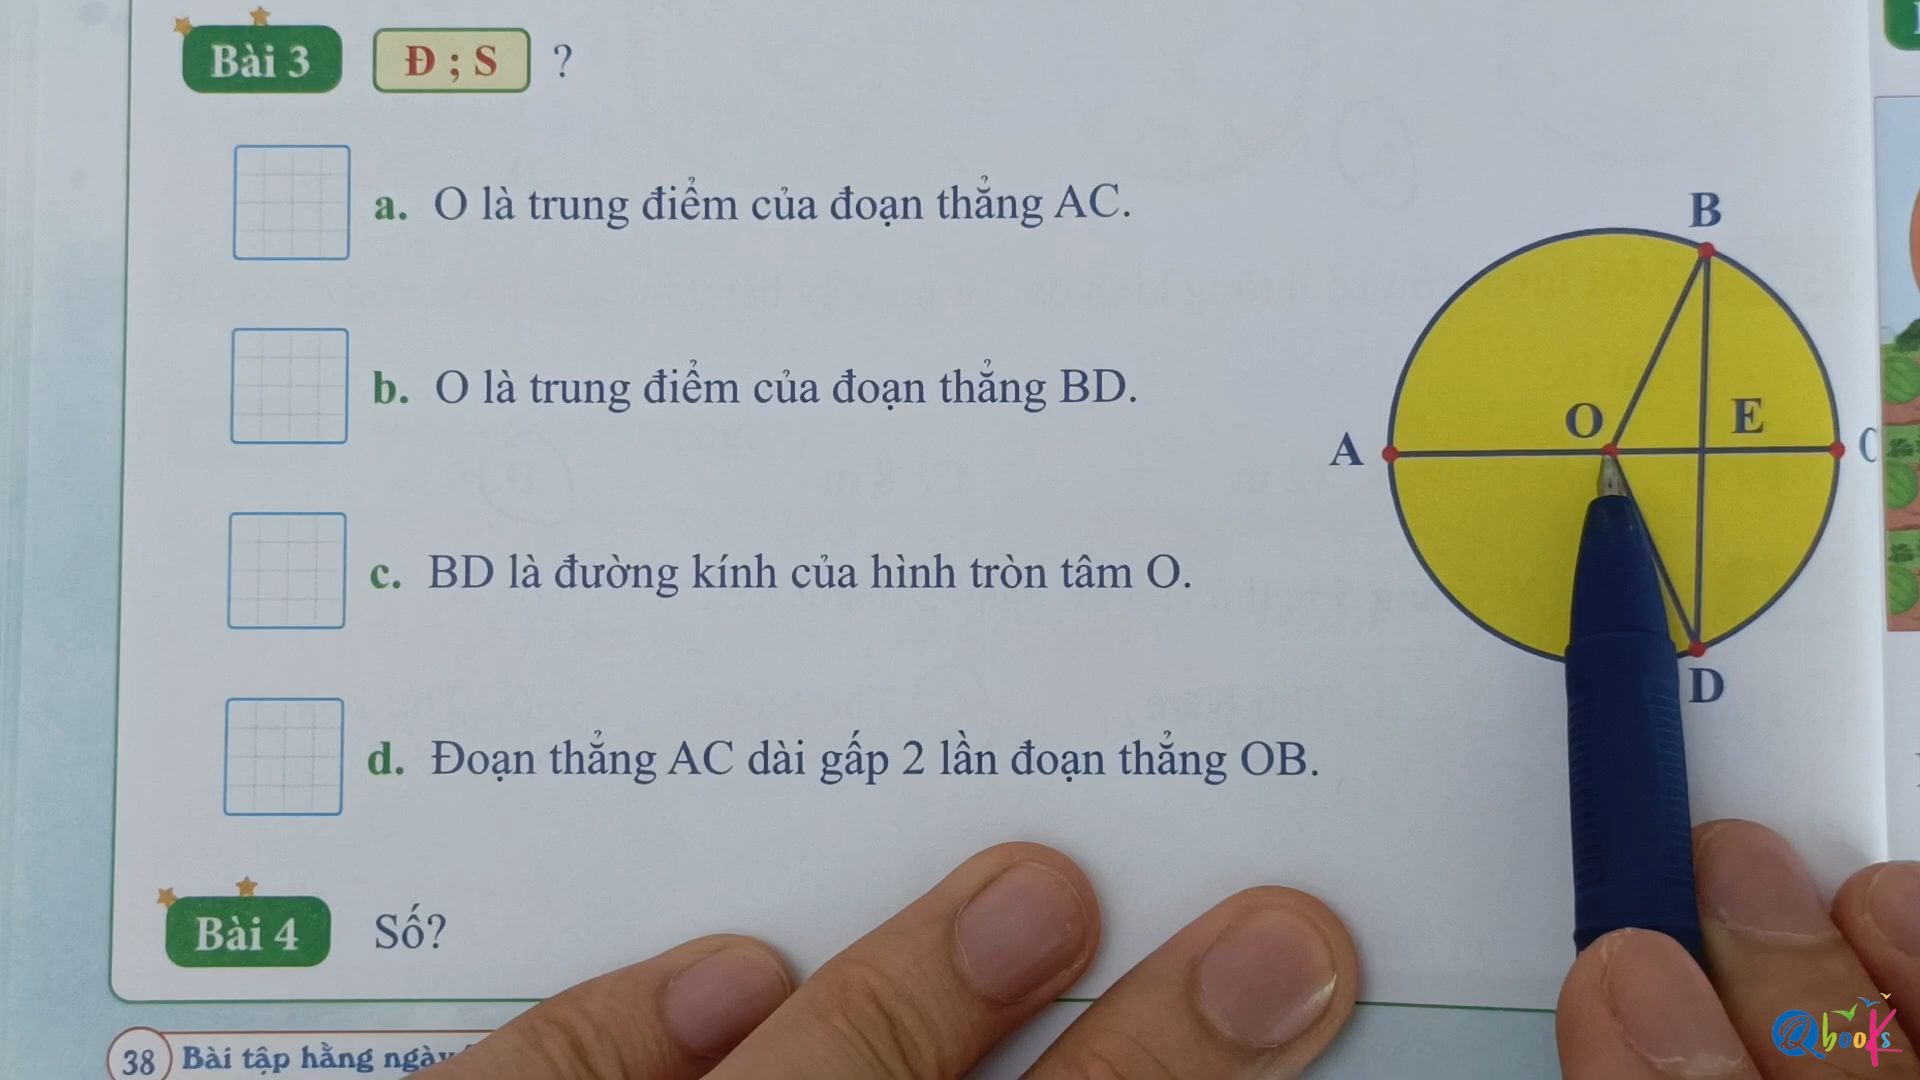 Bài 3 Đ ; S ?
a. O là trung điểm của đoạn thẳng AC.
b. O là trung điểm của đoạn thẳng BD.
c. BD là đường kính của hình tròn tâm O.
d. Đoạn thẳng AC dài gấp 2 lần đoạn thẳng OB.
B
O
E
A
C
D
Bài 4 Số?
38 Bài tập hằng ngày
Qbooks